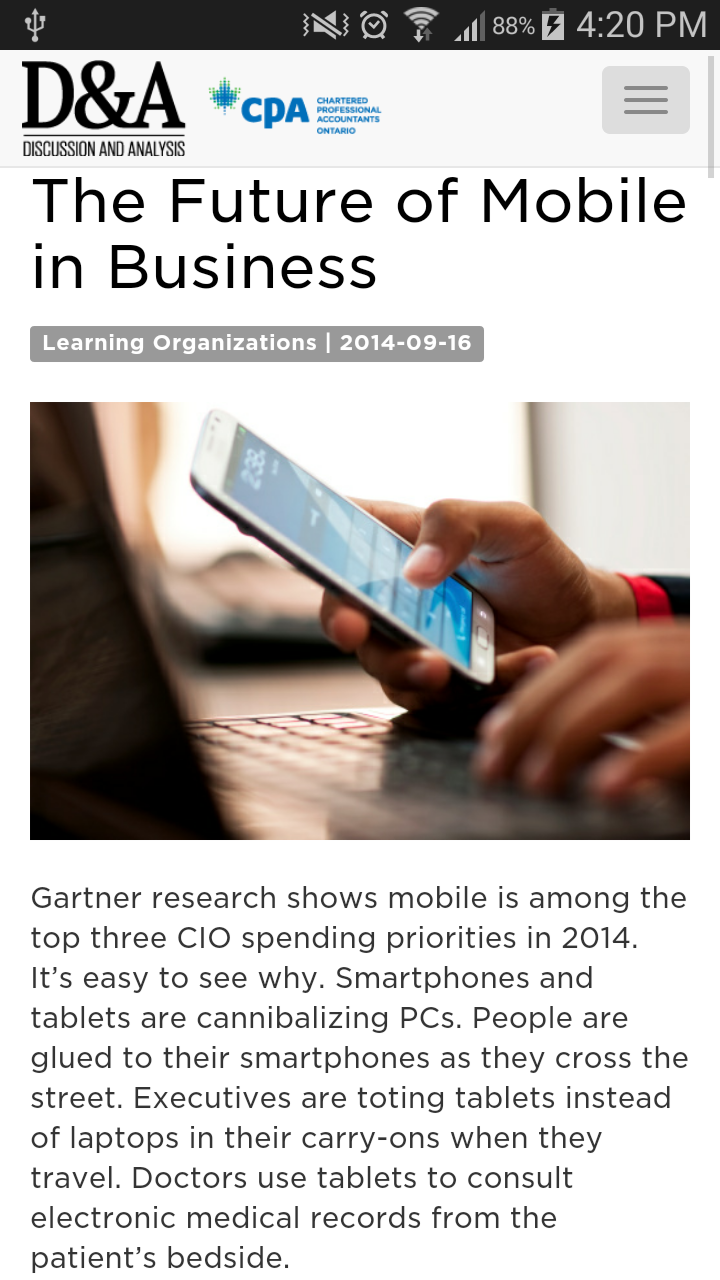 88% 4:20 PM
D&A
DISCUSSION AND ANALYSIS
CPA
CHARTERED
PROFESSIONAL
ACCOUNTANTS
ONTARIO
The Future of Mobile
in Business
Learning Organizations | 2014-09-16
Gartner research shows mobile is among the
top three CIO spending priorities in 2014.
It’s easy to see why. Smartphones and
tablets are cannibalizing PCs. People are
glued to their smartphones as they cross the
street. Executives are toting tablets instead
of laptops in their carry-ons when they
travel. Doctors use tablets to consult
electronic medical records from the
patient’s bedside.